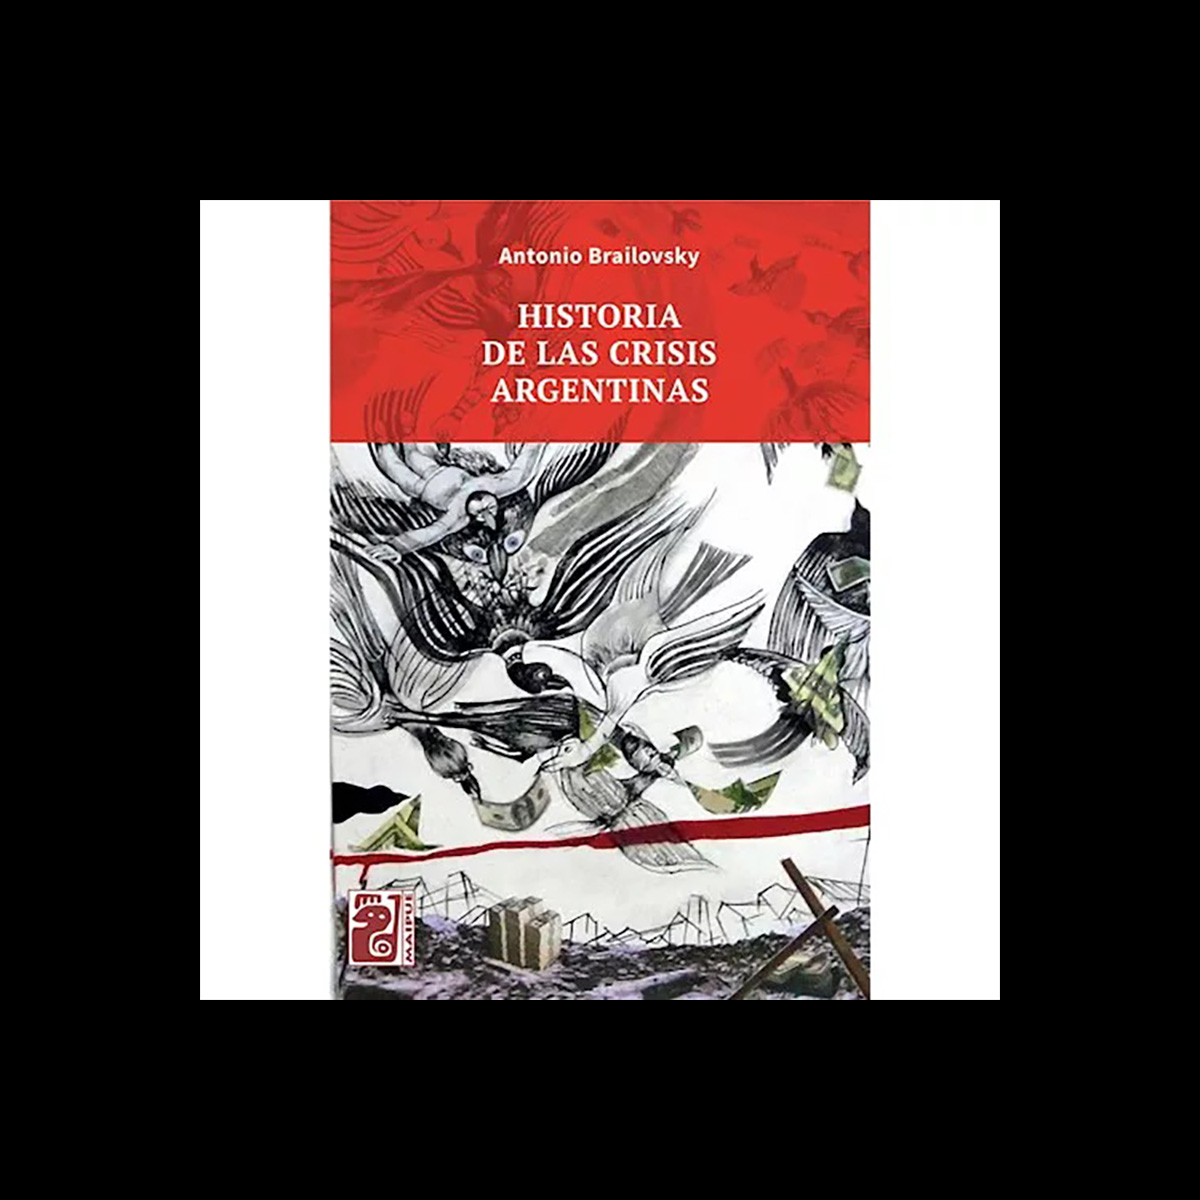 Antonio Brailovsky
HISTORIA
DE LAS CRISIS
ARGENTINAS
MAIPUE